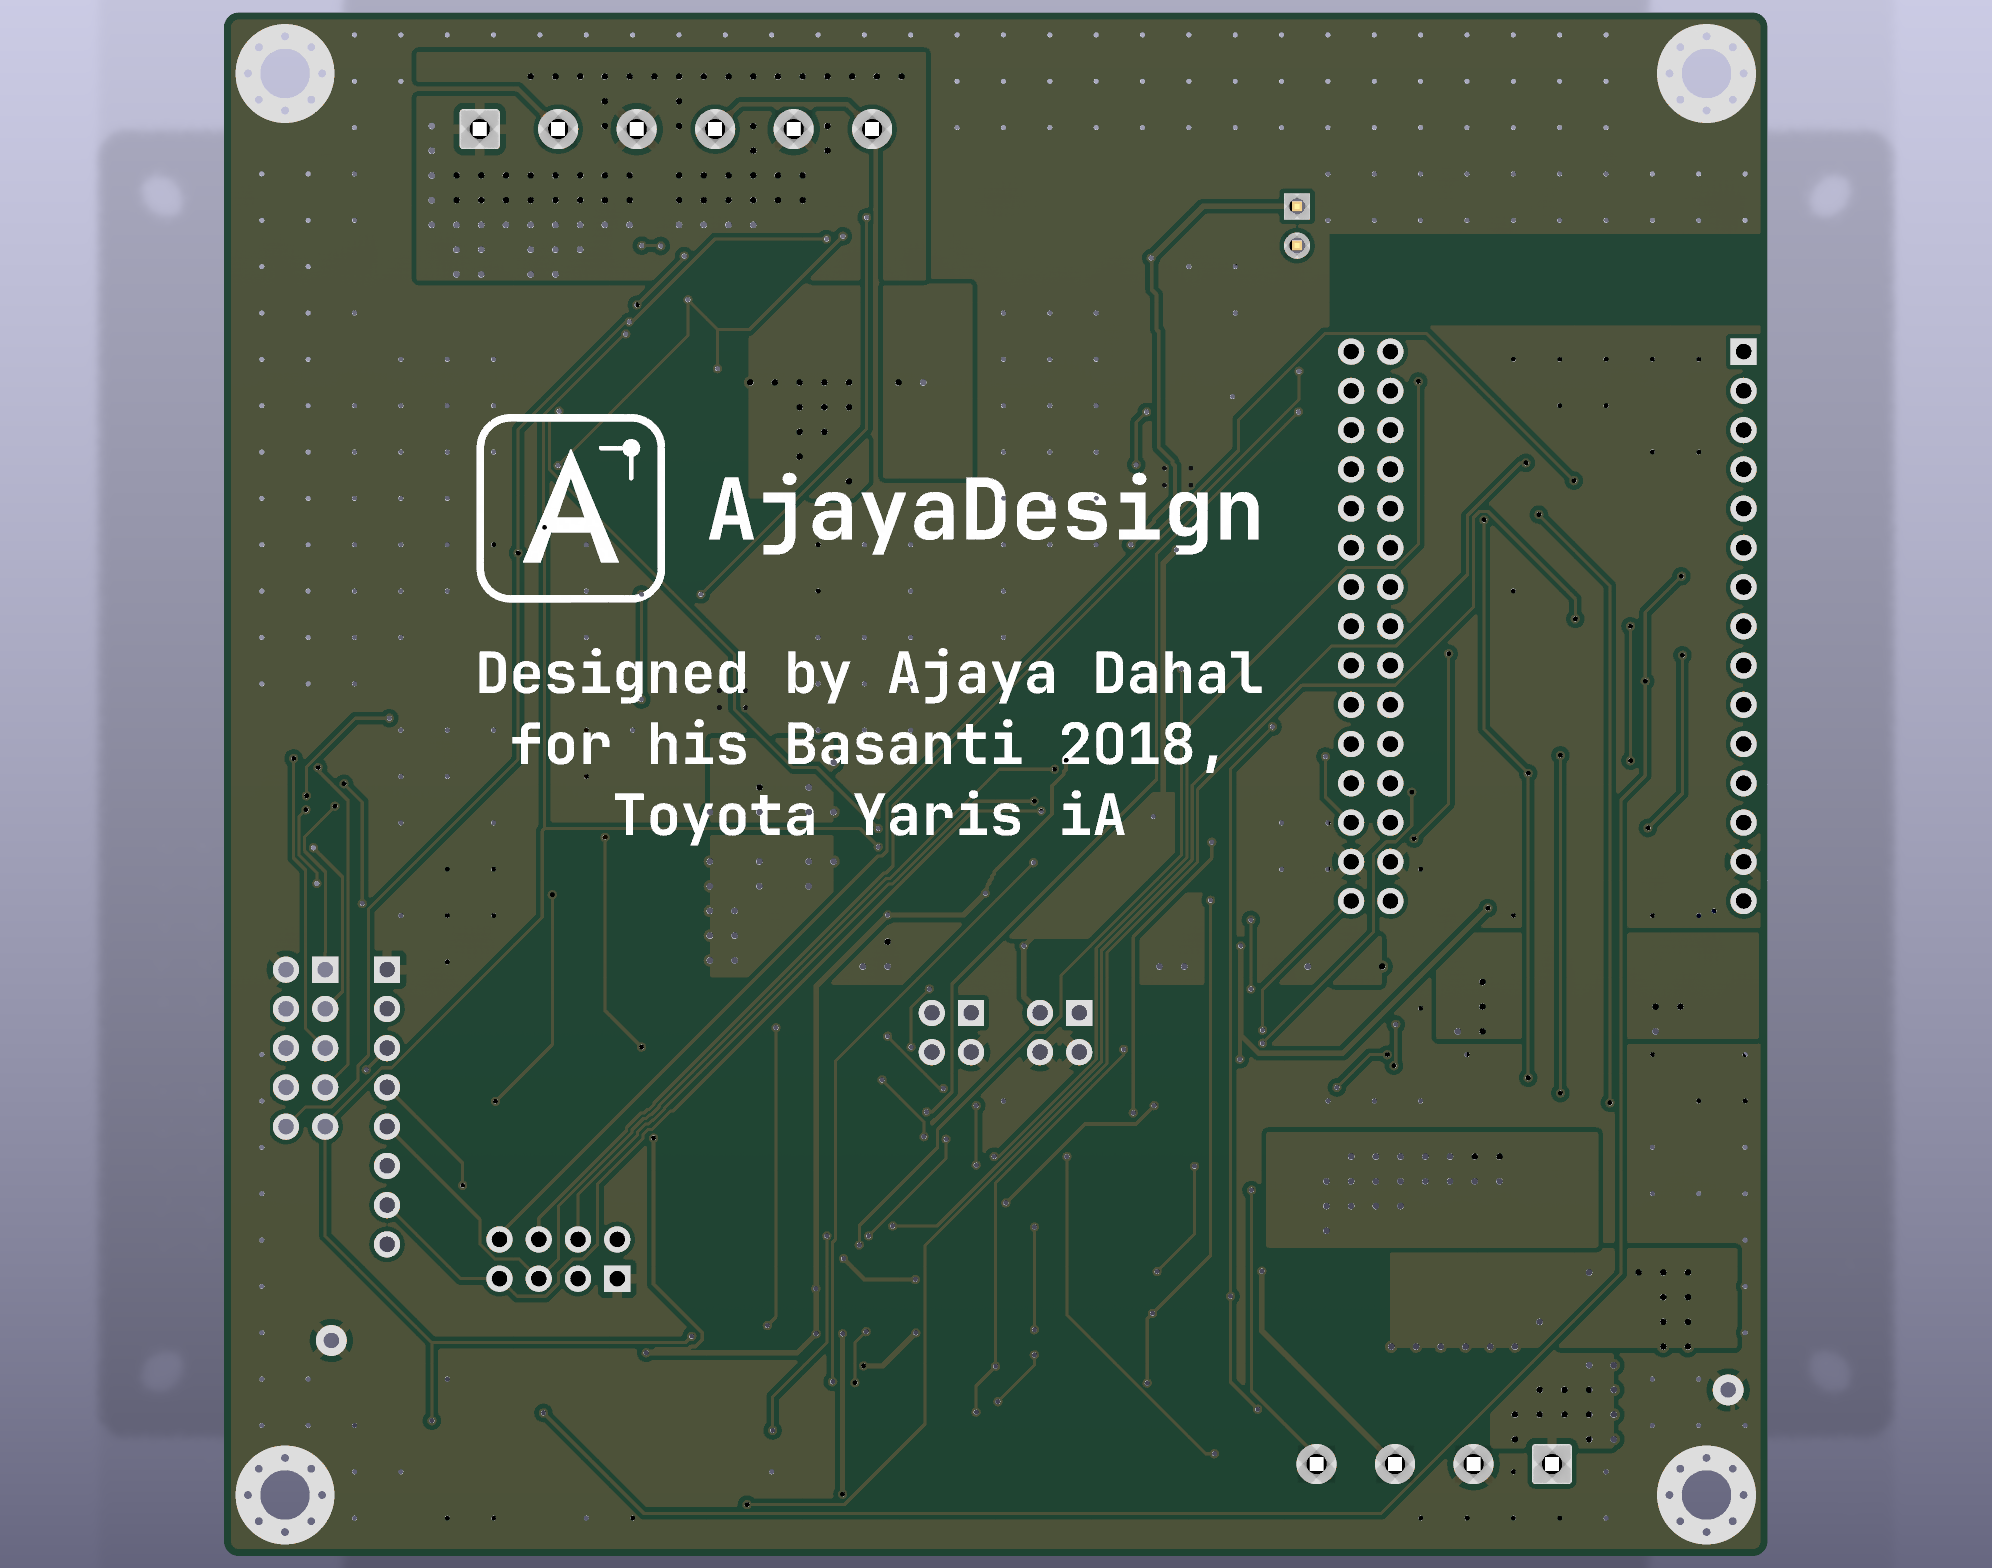 A
AjayaDesign
Designed by Ajaya Dahal
for his Basanti 2018,
Toyota Yaris iA